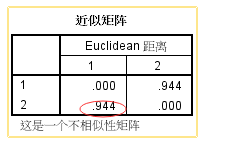 近似矩阵
Euclidean 距离
1 2
1 .000 .944
2 .944 .000
这是一个不相似性矩阵